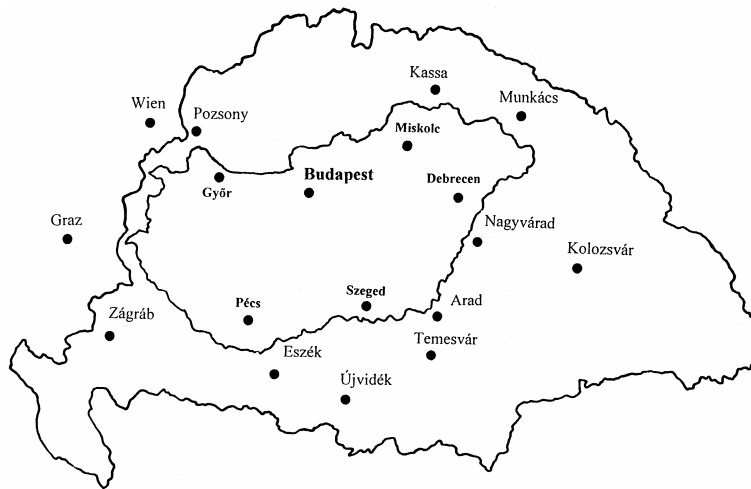 Kassa
Wien
Munkács
Pozsony
Miskolc
Budapest
Debrecen
Győr
Graz
Nagyvárad
Kolozsvár
Szeged
Pécs
Arad
Zágráb
Temesvár
Eszék
Újvidék